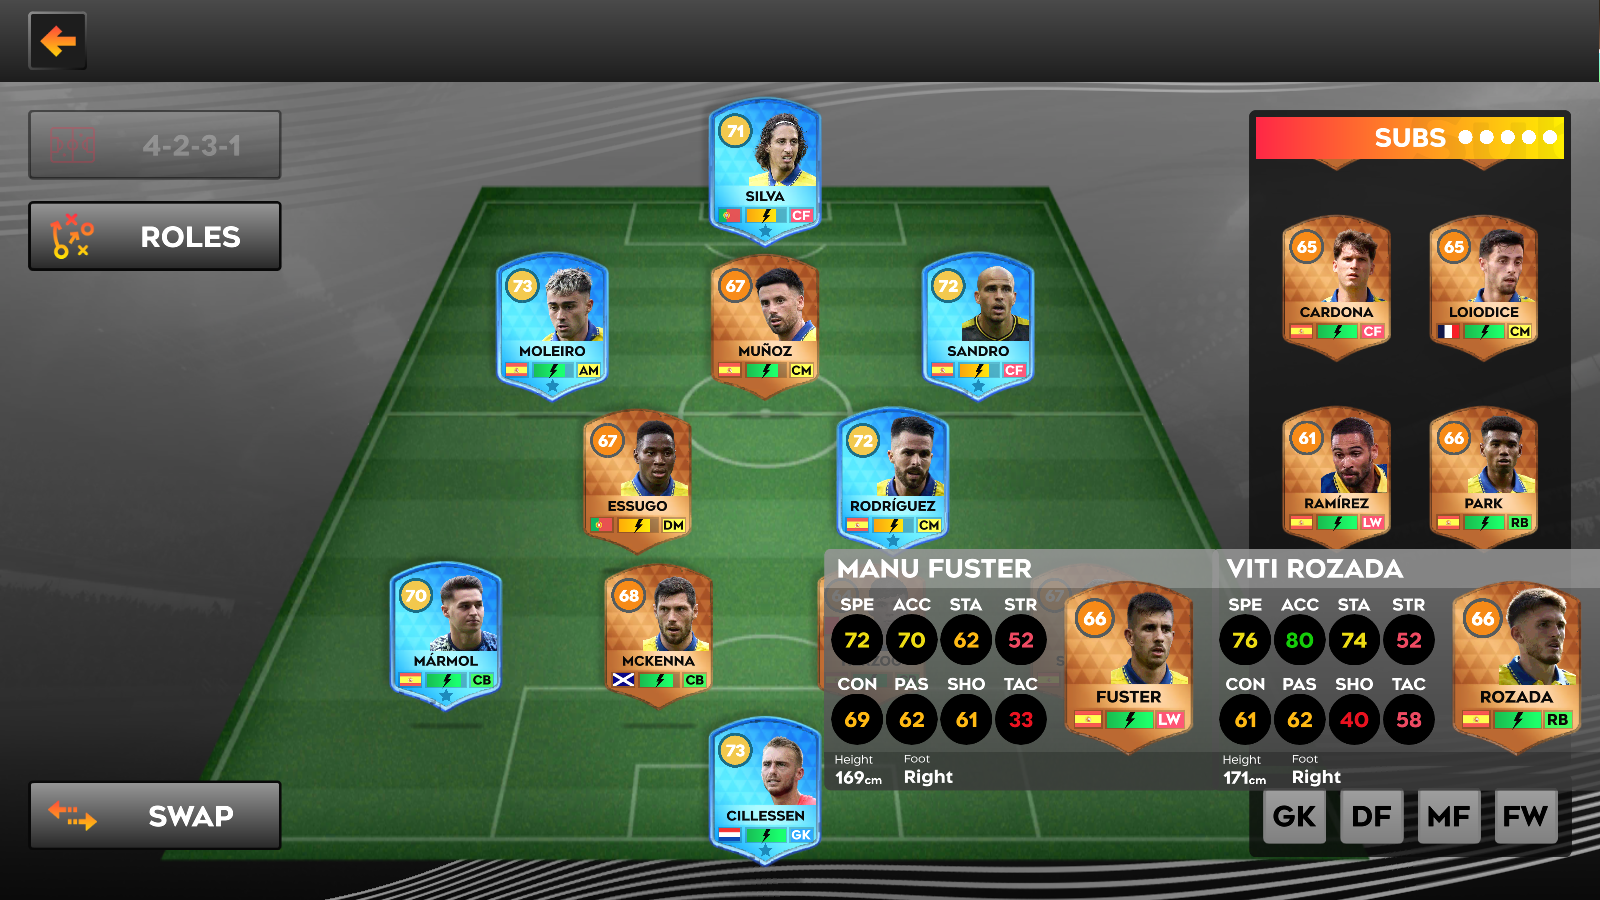 4-2-3-1
ROLES
SUBS
71
SILVA
CF
73
MOLEIRO
AM
67
MUÑOZ
CM
72
SANDRO
CF
67
ESSUGO
DM
72
RODRÍGUEZ
CM
70
MÁRMOL
CB
68
MCKENNA
CB
73
CILLESSEN
GK
65
CARDONA
CF
65
LOIODICE
CM
61
RAMÍREZ
LW
66
PARK
RB
MANU FUSTER
SPE ACC STA STR
72 70 62 52
CON PAS SHO TAC
69 62 61 33
Height Foot
169cm Right
66
FUSTER
LW
VITI ROZADA
SPE ACC STA STR
76 80 74 52
CON PAS SHO TAC
61 62 40 58
Height Foot
171cm Right
66
ROZADA
RB
67
SWAP
GK DF MF FW